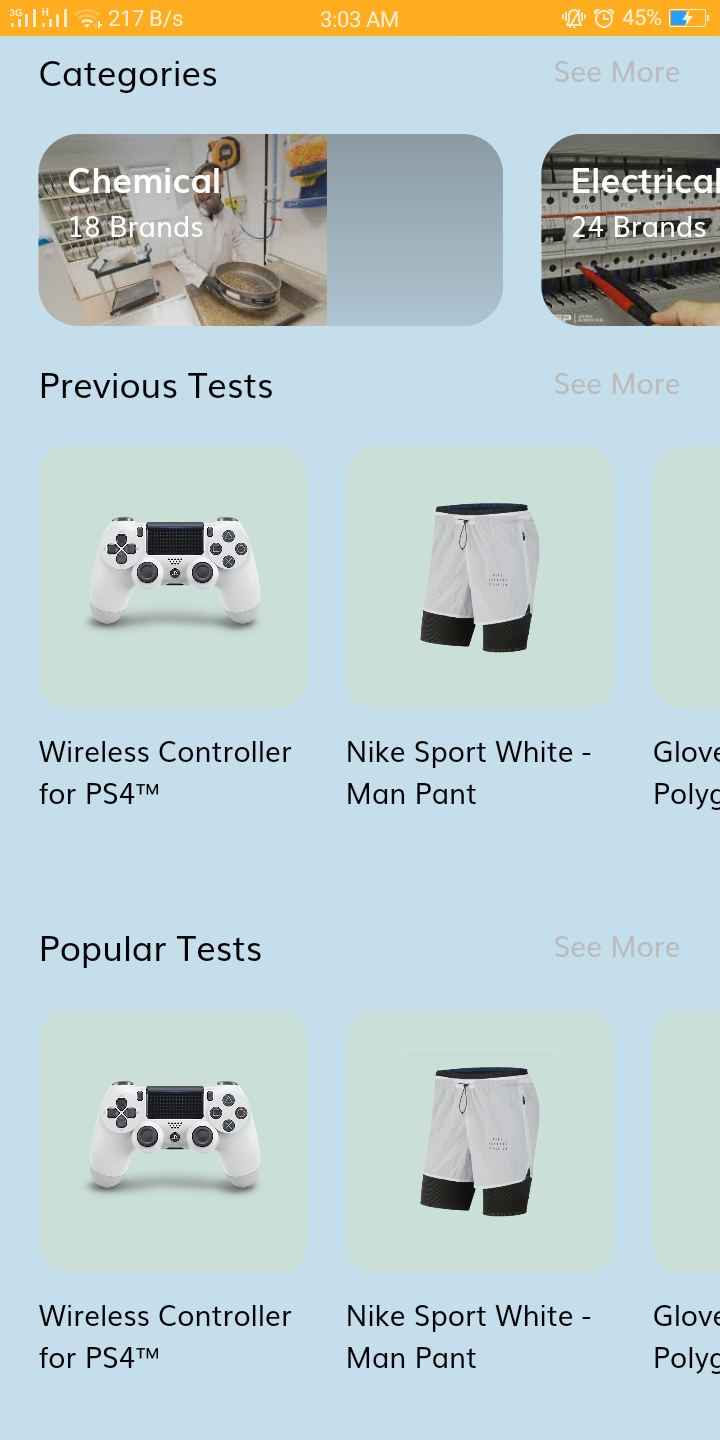 3G H 217 B/s 3:03 AM 45%
Categories See More
Chemical Electrical
18 Brands 24 Brands
Previous Tests See More
Wireless Controller Nike Sport White - Glove
for PS4™ Man Pant Polyg
Popular Tests See More
Wireless Controller Nike Sport White - Glove
for PS4™ Man Pant Polyg